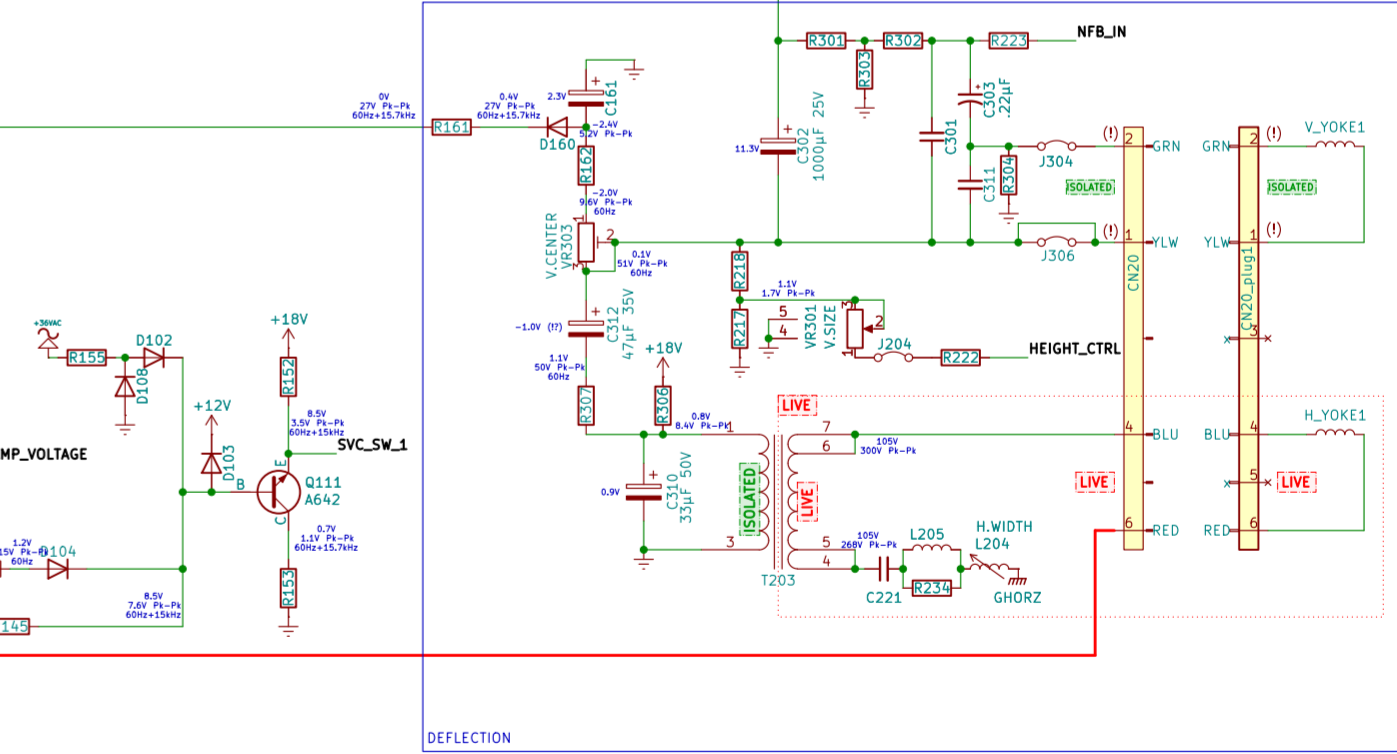 NFB_IN
R301
R302
R223
R303
C303
.22µF
C301
C302
1000µF 25V
11.3V
C311
R304
J304
J306
(!)
2
GRN
(!)
1
YLW
ISOLATED
CN20
4
BLU
LIVE
6
RED
GRN
2
(!)
V_YOKE1
ISOLATED
YLW
1
(!)
CN20_plug1
3
BLU
4
H_YOKE1
5
LIVE
RED
6
0V
27V Pk-Pk
60Hz+15.7kHz
R161
0.4V
27V Pk-Pk
60Hz+15.7kHz
D160
2.3V
C161
-2.4V
5.2V Pk-Pk
R162
-2.0V
9.6V Pk-Pk
60Hz
V.CENTER
VR303
1
2
3
0.1V
51V Pk-Pk
60Hz
C312
47µF 35V
-1.0V (!?)
1.1V
50V Pk-Pk
60Hz
R307
+18V
R306
0.8V
8.4V Pk-Pk
C310
33µF 50V
0.9V
R218
R217
1.1V
1.7V Pk-Pk
5
4
VR301
V.SIZE
3
2
1
J204
R222
HEIGHT_CTRL
LIVE
1
3
ISOLATED
LIVE
7
6
5
4
T203
105V
300V Pk-Pk
105V
268V Pk-Pk
C221
L205
R234
H.WIDTH
L204
GHORZ
+36VAC
R155
D102
D108
+12V
D103
+18V
R152
8.5V
3.5V Pk-Pk
60Hz+15kHz
SVC_SW_1
MP_VOLTAGE
B
E
C
Q111
A642
0.7V
1.1V Pk-Pk
60Hz+15.7kHz
R153
1.2V
15V Pk-Pk
60Hz
D104
8.5V
7.6V Pk-Pk
60Hz+15kHz
145
DEFLECTION